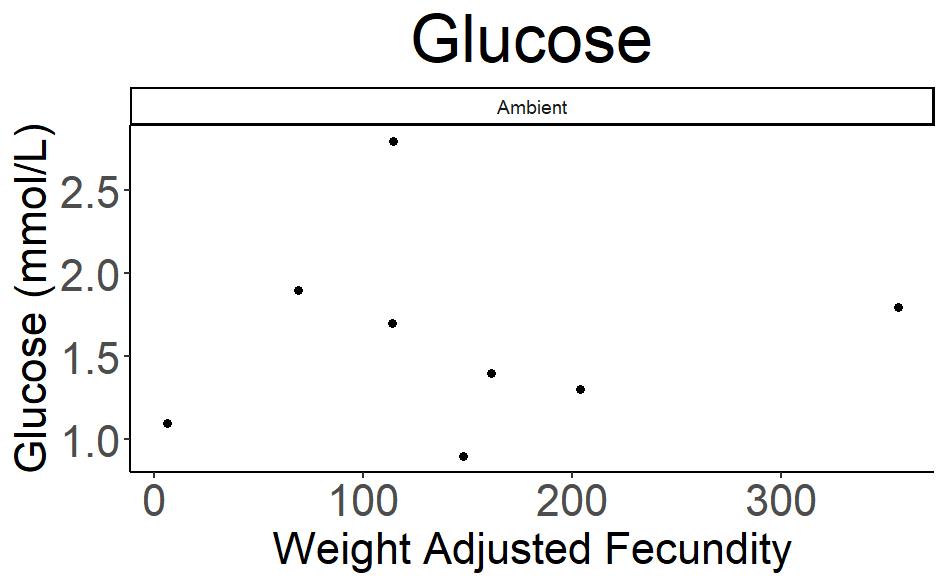 Glucose
Ambient
Glucose (mmol/L)
2.5
2.0
1.5
1.0
0 100 200 300
Weight Adjusted Fecundity